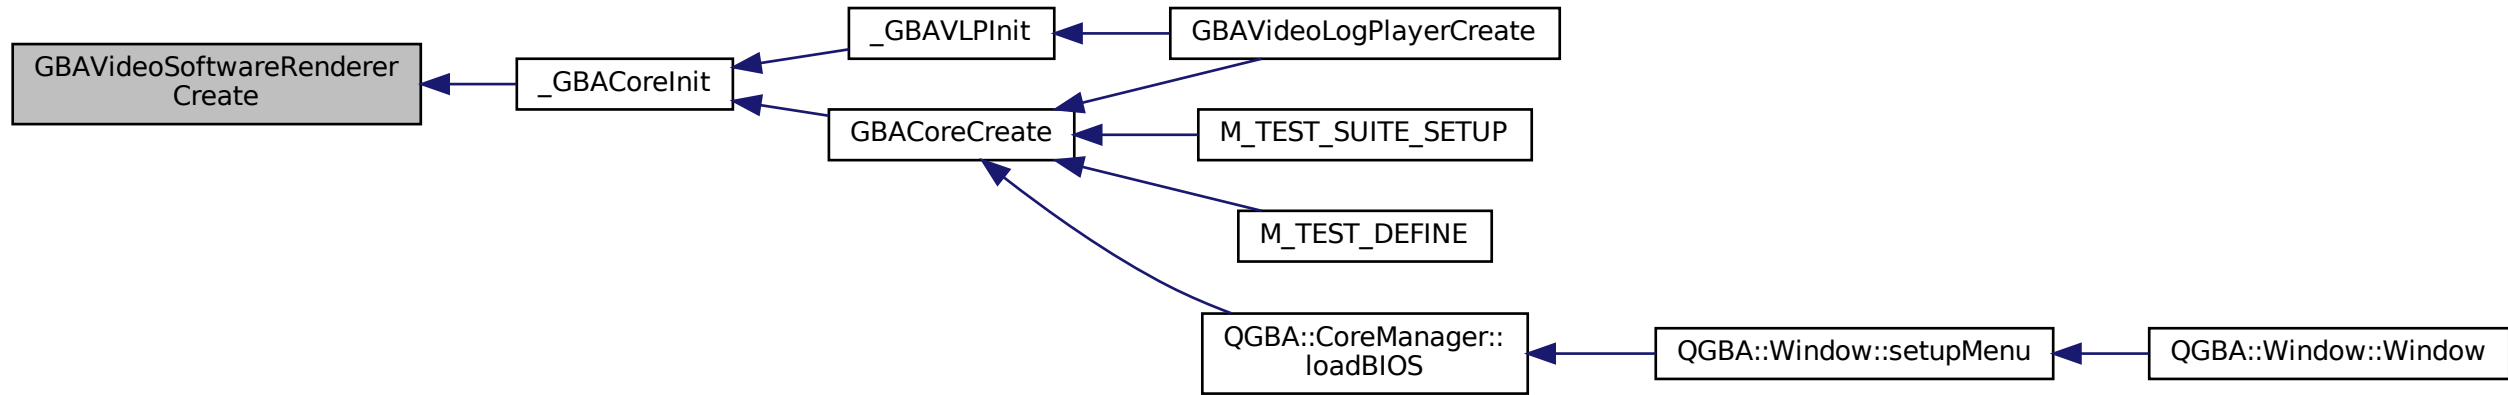 GBAVideoSoftwareRenderer
Create
_GBACoreInit
_GBAVLPInit
GBAVideoLogPlayerCreate
GBACoreCreate
M_TEST_SUITE_SETUP
M_TEST_DEFINE
QGBA::CoreManager::
loadBIOS
QGBA::Window::setupMenu
QGBA::Window::Window